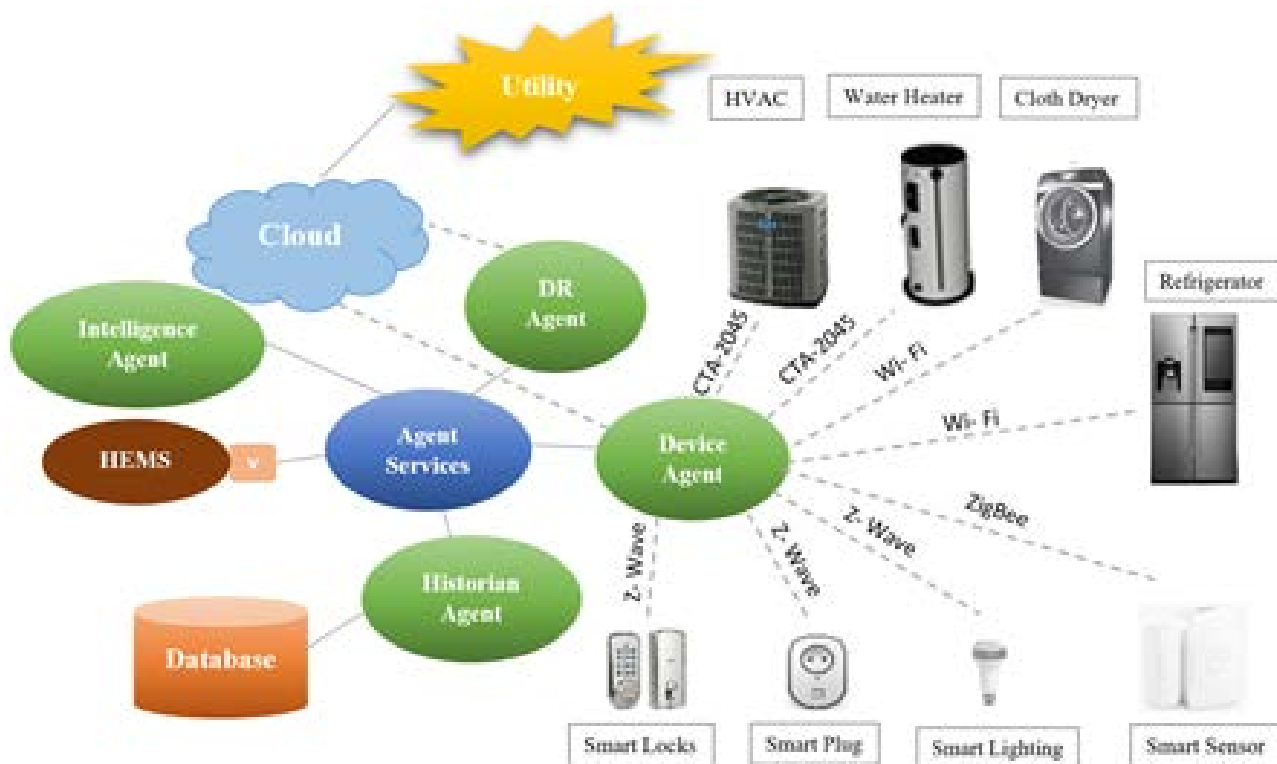 Utility
HVAC
Water Heater
Cloth Dryer
Cloud
Refrigerator
DR
Agent
Intelligence
Agent
CTA-2045
CTA-2045
Wi- Fi
Wi- Fi
HEMS
Agent
Services
Device
Agent
ZigBee
Z- Wave
Z- Wave
Z- Wave
Historian
Agent
Database
Smart Locks
Smart Plug
Smart Lighting
Smart Sensor